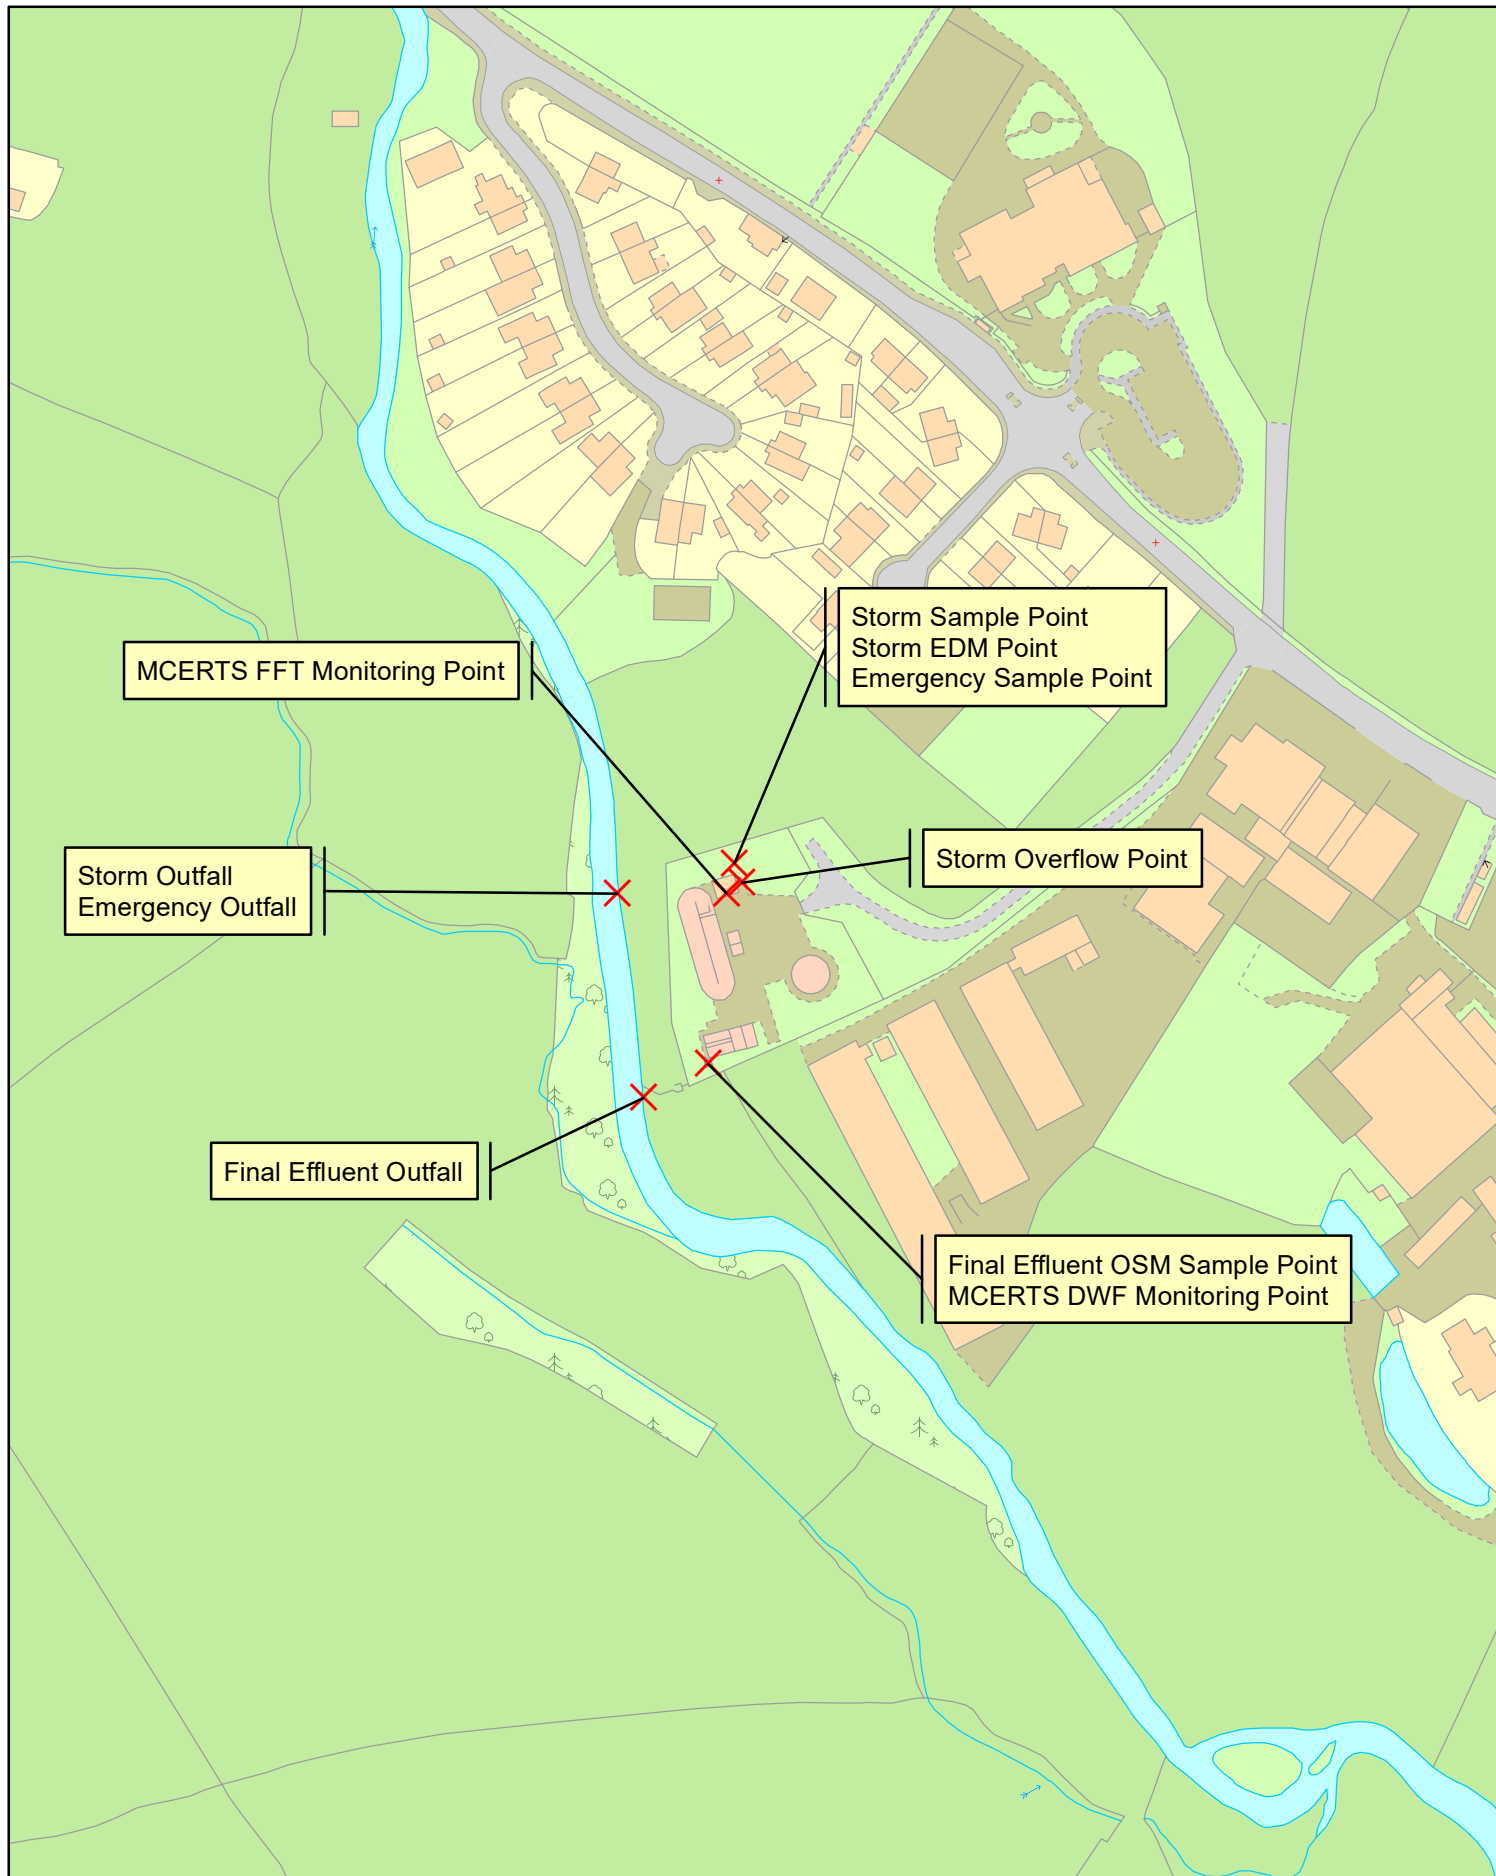 Storm Sample Point
Storm EDM Point
Emergency Sample Point
MCERTS FFT Monitoring Point
Storm Overflow Point
Storm Outfall
Emergency Outfall
Final Effluent Outfall
Final Effluent OSM Sample Point
MCERTS DWF Monitoring Point